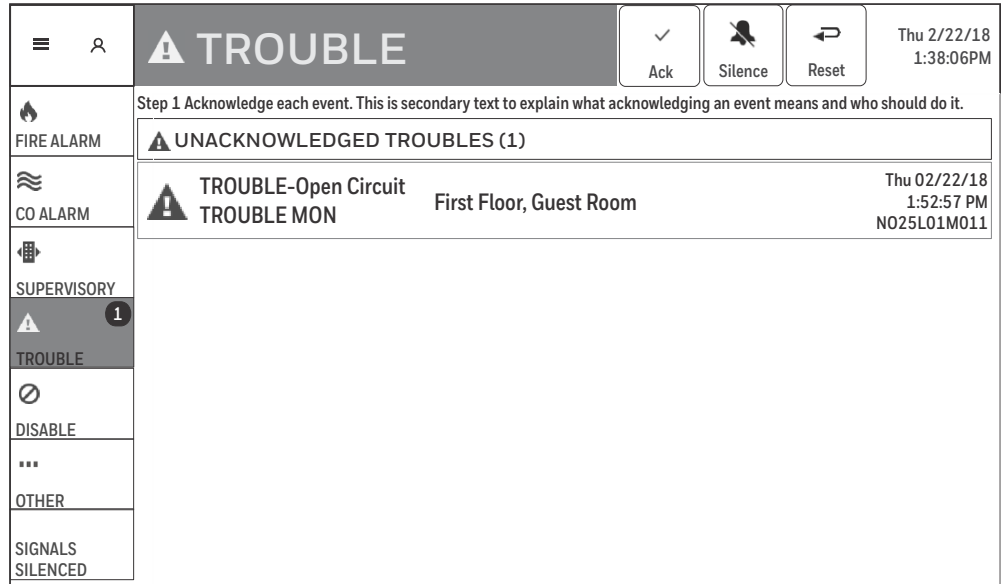 TROUBLE
Ack
Silence
Reset
Thu 2/22/18
1:38:06PM
Step 1 Acknowledge each event. This is secondary text to explain what acknowledging an event means and who should do it.
UNACKNOWLEDGED TROUBLES (1)
TROUBLE-Open Circuit
TROUBLE MON
First Floor, Guest Room
Thu 02/22/18
1:52:57 PM
N025L01M011
FIRE ALARM
CO ALARM
SUPERVISORY
1
TROUBLE
DISABLE
OTHER
SIGNALS
SILENCED